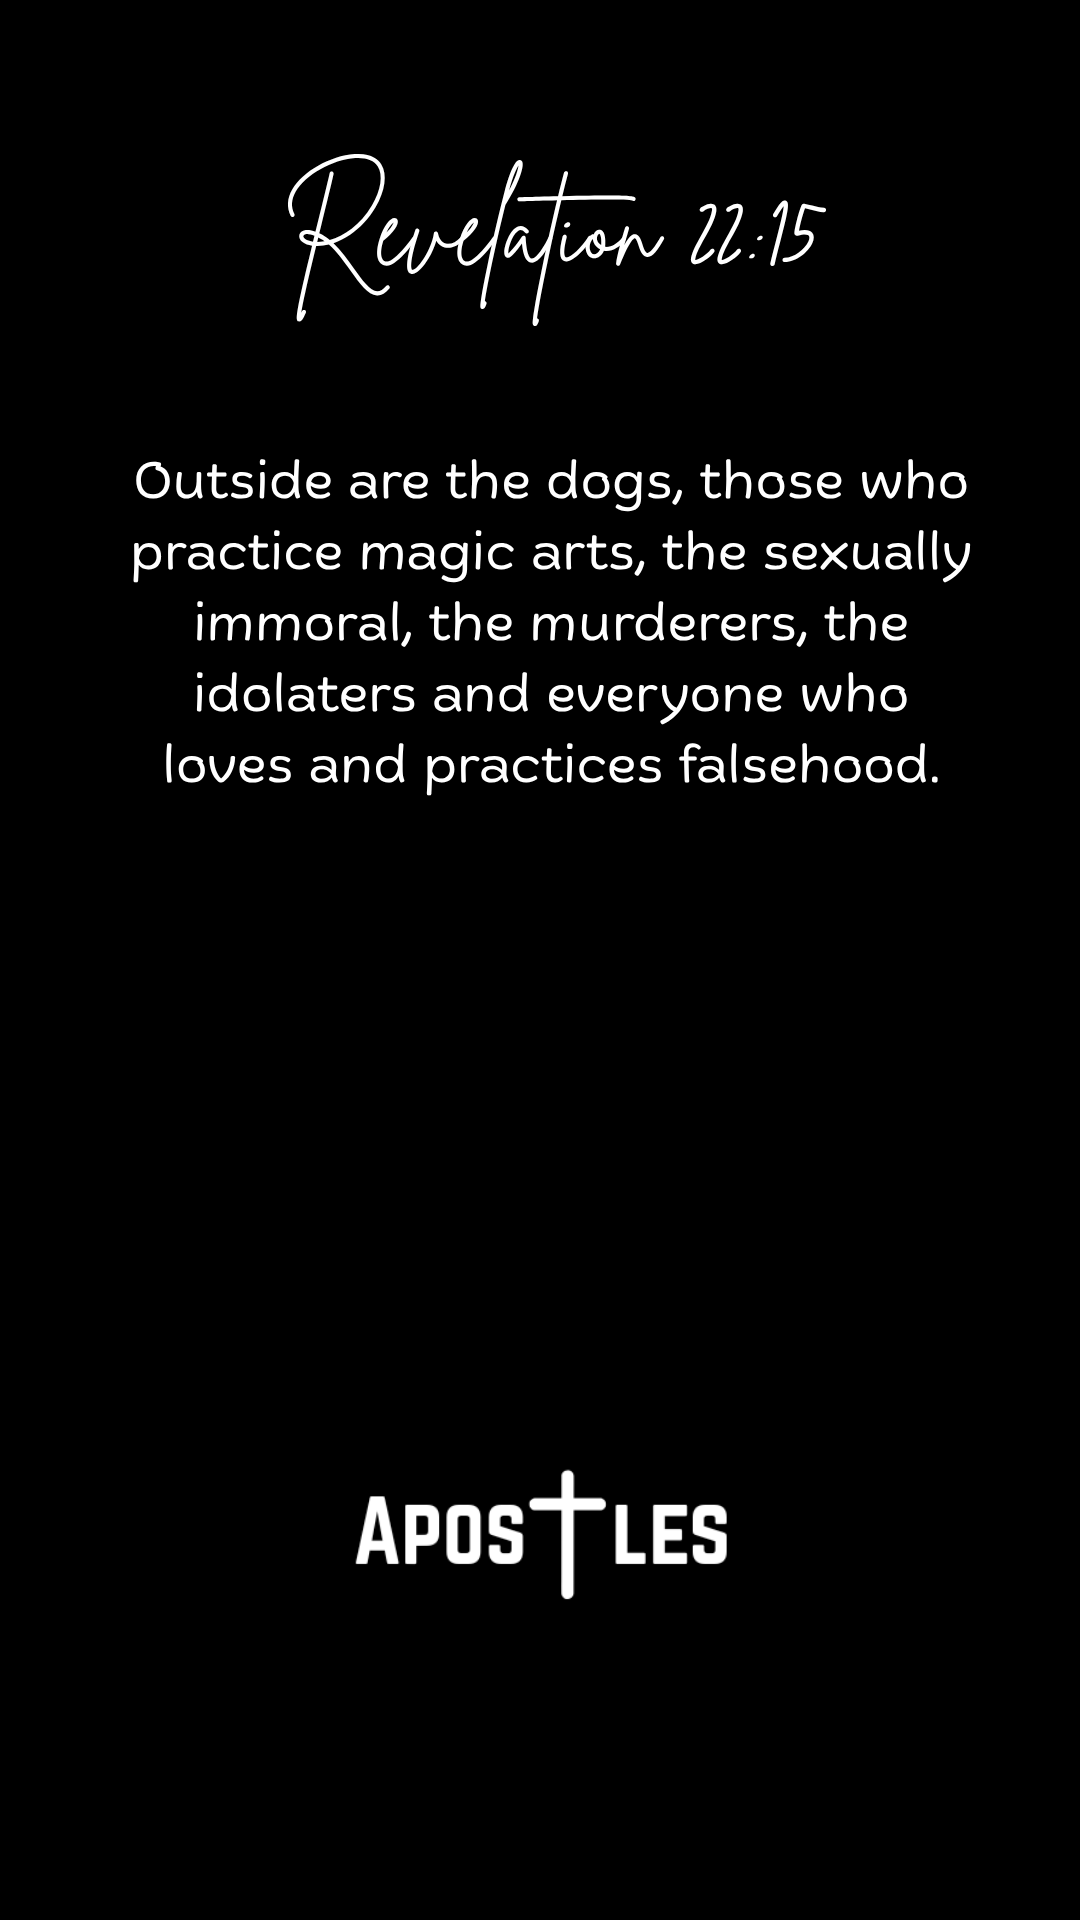 Revelation 22:15
Outside are the dogs, those who
practice magic arts, the sexually
immoral, the murderers, the
idolaters and everyone who
loves and practices falsehood.
APOSTLES